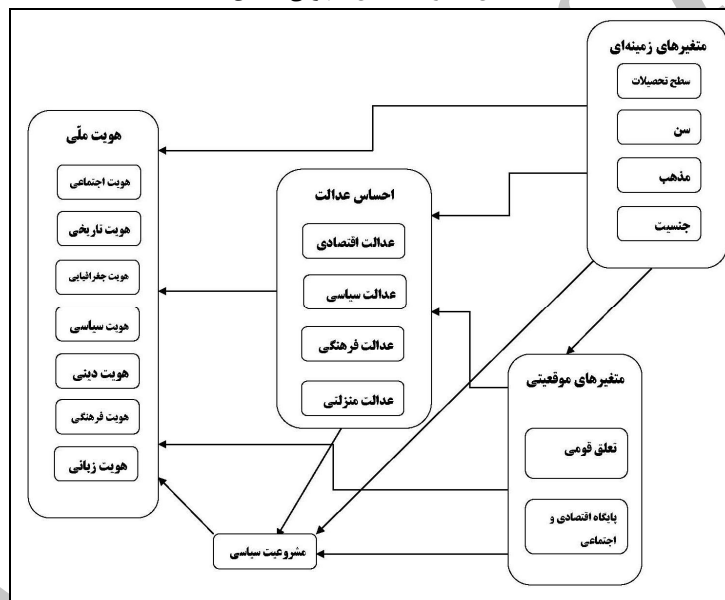 متغیرهای زمینه‌ای
سطح تحصیلات
سن
مذهب
جنسیت
احساس عدالت
عدالت اقتصادی
عدالت سیاسی
عدالت فرهنگی
عدالت منزلتی
هویت ملّی
هویت اجتماعی
هویت تاریخی
هویت جغرافیایی
هویت سیاسی
هویت دینی
هویت فرهنگی
هویت زبانی
متغیرهای موقعیتی
تعلق قومی
پایگاه اقتصادی و
اجتماعی
مشروعیت سیاسی